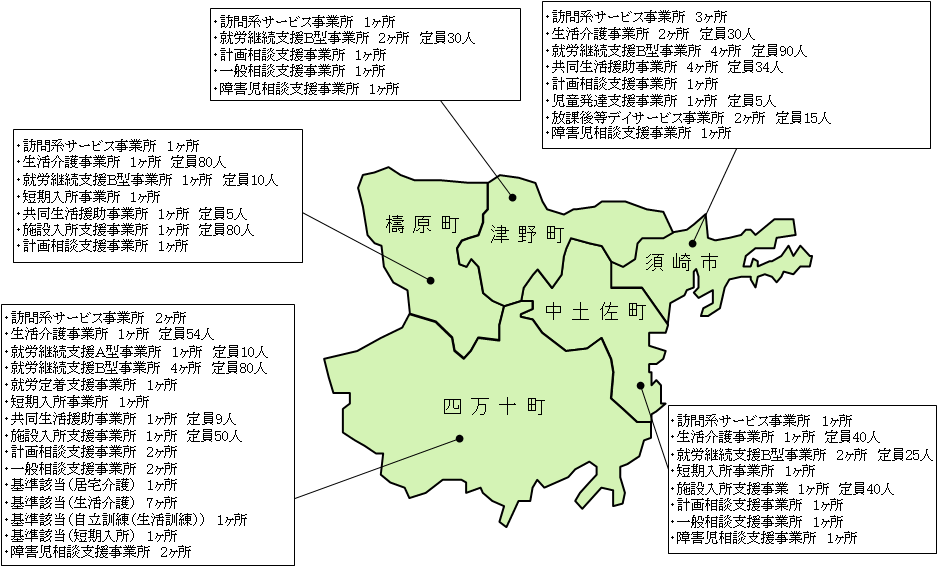 ・訪問系サービス事業所 1ヶ所
・就労継続支援B型事業所 2ヶ所 定員30人
・計画相談支援事業所 1ヶ所
・一般相談支援事業所 1ヶ所
・障害児相談支援事業所 1ヶ所
・訪問系サービス事業所 3ヶ所
・生活介護事業所 2ヶ所 定員30人
・就労継続支援B型事業所 4ヶ所 定員90人
・共同生活援助事業所 4ヶ所 定員34人
・計画相談支援事業所 1ヶ所
・児童発達支援事業所 1ヶ所 定員5人
・放課後等デイサービス事業所 2ヶ所 定員15人
・障害児相談支援事業所 1ヶ所
・訪問系サービス事業所 1ヶ所
・生活介護事業所 1ヶ所 定員80人
・就労継続支援B型事業所 1ヶ所 定員10人
・短期入所事業所 1ヶ所
・共同生活援助事業所 1ヶ所 定員5人
・施設入所支援事業所 1ヶ所 定員80人
・計画相談支援事業所 1ヶ所
檮原町
津野町
須崎市
中土佐町
四万十町
・訪問系サービス事業所 2ヶ所
・生活介護事業所 1ヶ所 定員54人
・就労継続支援A型事業所 1ヶ所 定員10人
・就労継続支援B型事業所 4ヶ所 定員80人
・就労定着支援事業所 1ヶ所
・短期入所事業所 1ヶ所
・共同生活援助事業所 1ヶ所 定員9人
・施設入所支援事業所 1ヶ所 定員50人
・計画相談支援事業所 2ヶ所
・一般相談支援事業所 2ヶ所
・基準該当(居宅介護) 1ヶ所
・基準該当(生活介護) 7ヶ所
・基準該当(自立訓練(生活訓練)) 1ヶ所
・基準該当(短期入所) 1ヶ所
・障害児相談支援事業所 2ヶ所
・訪問系サービス事業所 1ヶ所
・生活介護事業所 1ヶ所 定員40人
・就労継続支援B型事業所 2ヶ所 定員25人
・短期入所事業所 1ヶ所
・施設入所支援事業 1ヶ所 定員40人
・計画相談支援事業所 1ヶ所
・一般相談支援事業所 1ヶ所
・障害児相談支援事業所 1ヶ所